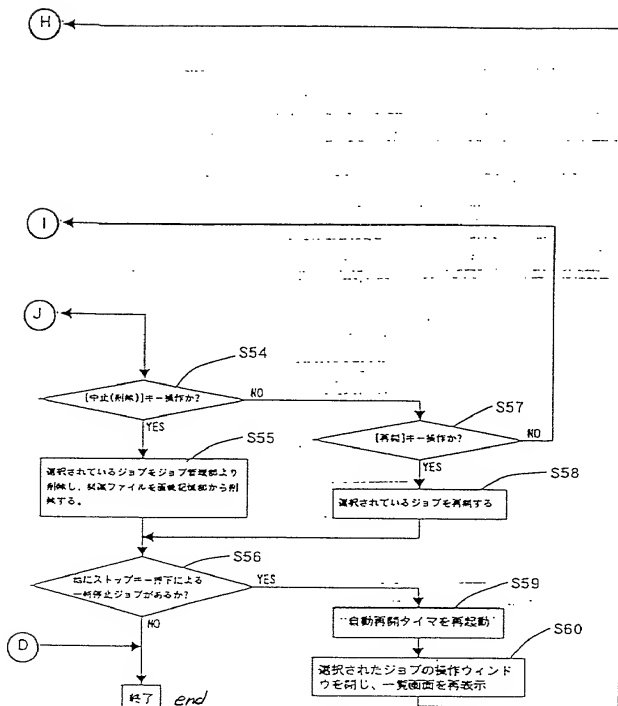 H
I
J
S54
[中止(削除)]キー操作か?
NO
YES
S57
[再開]キー操作か?
NO
YES
S55
選択されているジョブをジョブ管理部より
削除し、関連ファイルを画像記憶部から削
除する。
S58
選択されているジョブを再開する
S56
他にストップキー押下による
一時停止ジョブがあるか?
YES
NO
S59
自動再開タイマを再起動
D
S60
選択されたジョブの操作ウィンド
ウを閉じ、一覧画面を再表示
終了
end